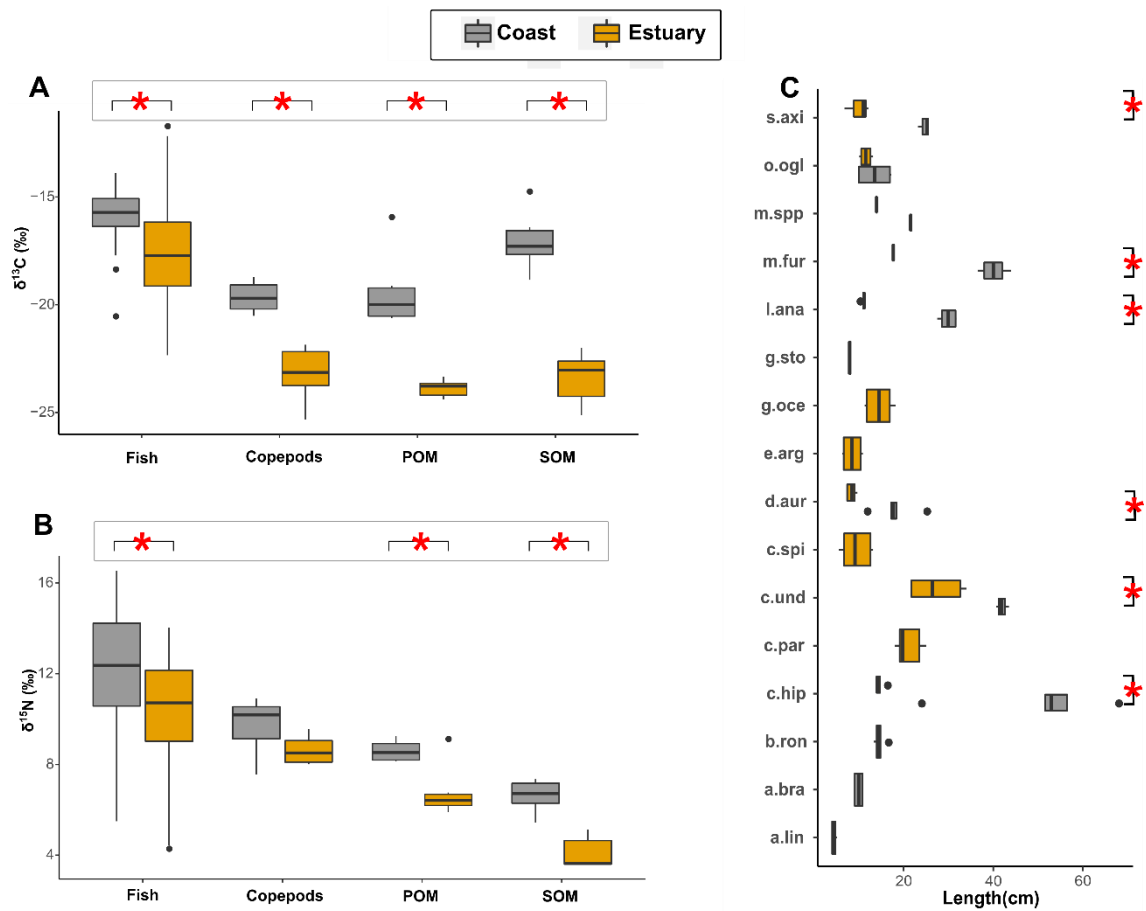 Coast Estuary
A
* * * *
δ13C (‰)
−15
−20
−25
Fish Copepods POM SOM
B
* * *
δ15N (‰)
16
12
8
4
Fish Copepods POM SOM
C
s.axi *
o.ogl
m.spp
m.fur *
l.ana *
g.sto
g.oce
e.arg
d.aur *
c.spi
c.und *
c.par
c.hip *
b.ron
a.bra
a.lin
20 40 60
Length(cm)